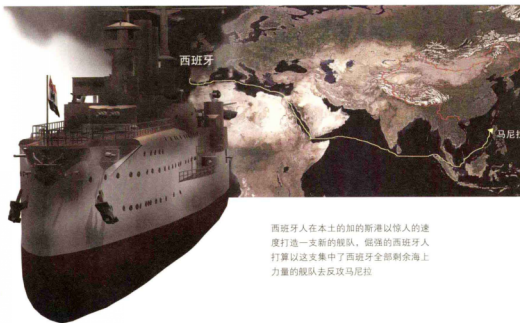 西班牙
马尼拉
西班牙人在本土的加的斯港以惊人的速
度打造一支新的舰队，倔强的西班牙人
打算以这支集中了西班牙全部剩余海上
力量的舰队去反攻马尼拉